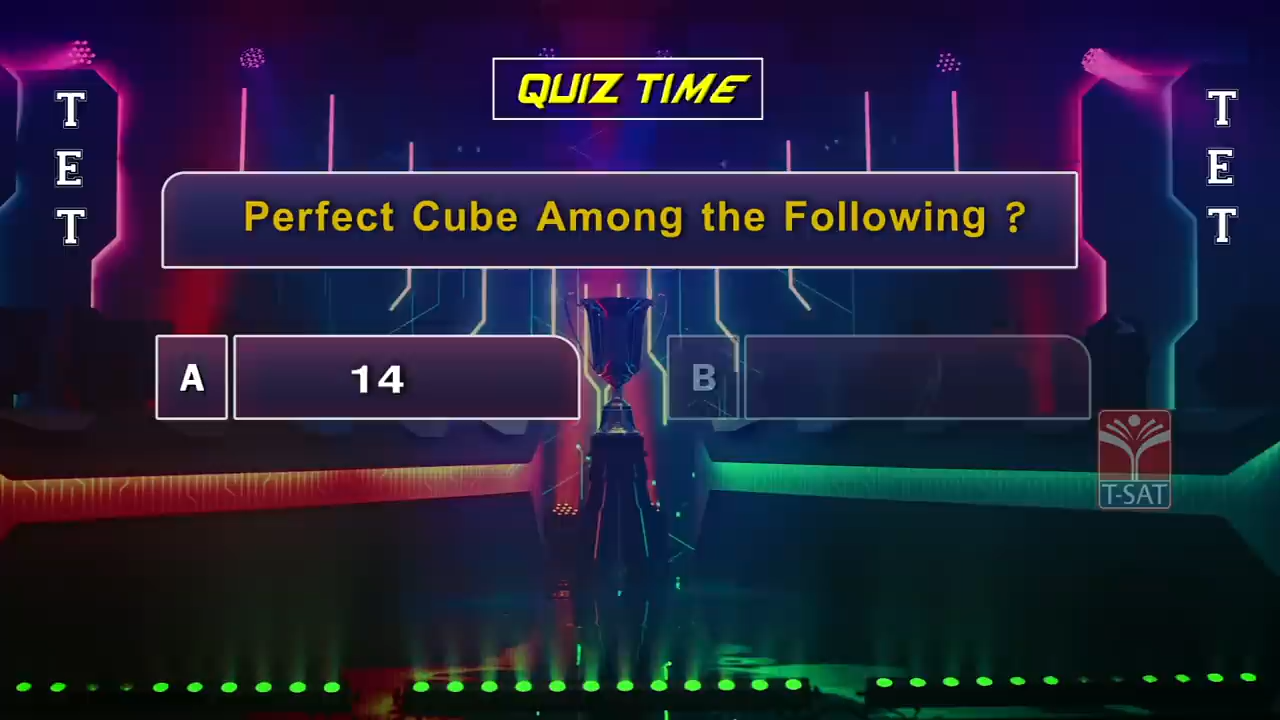 QUIZ TIME
T
E
T
T
E
T
Perfect Cube Among the Following ?
A
14
B
T-SAT